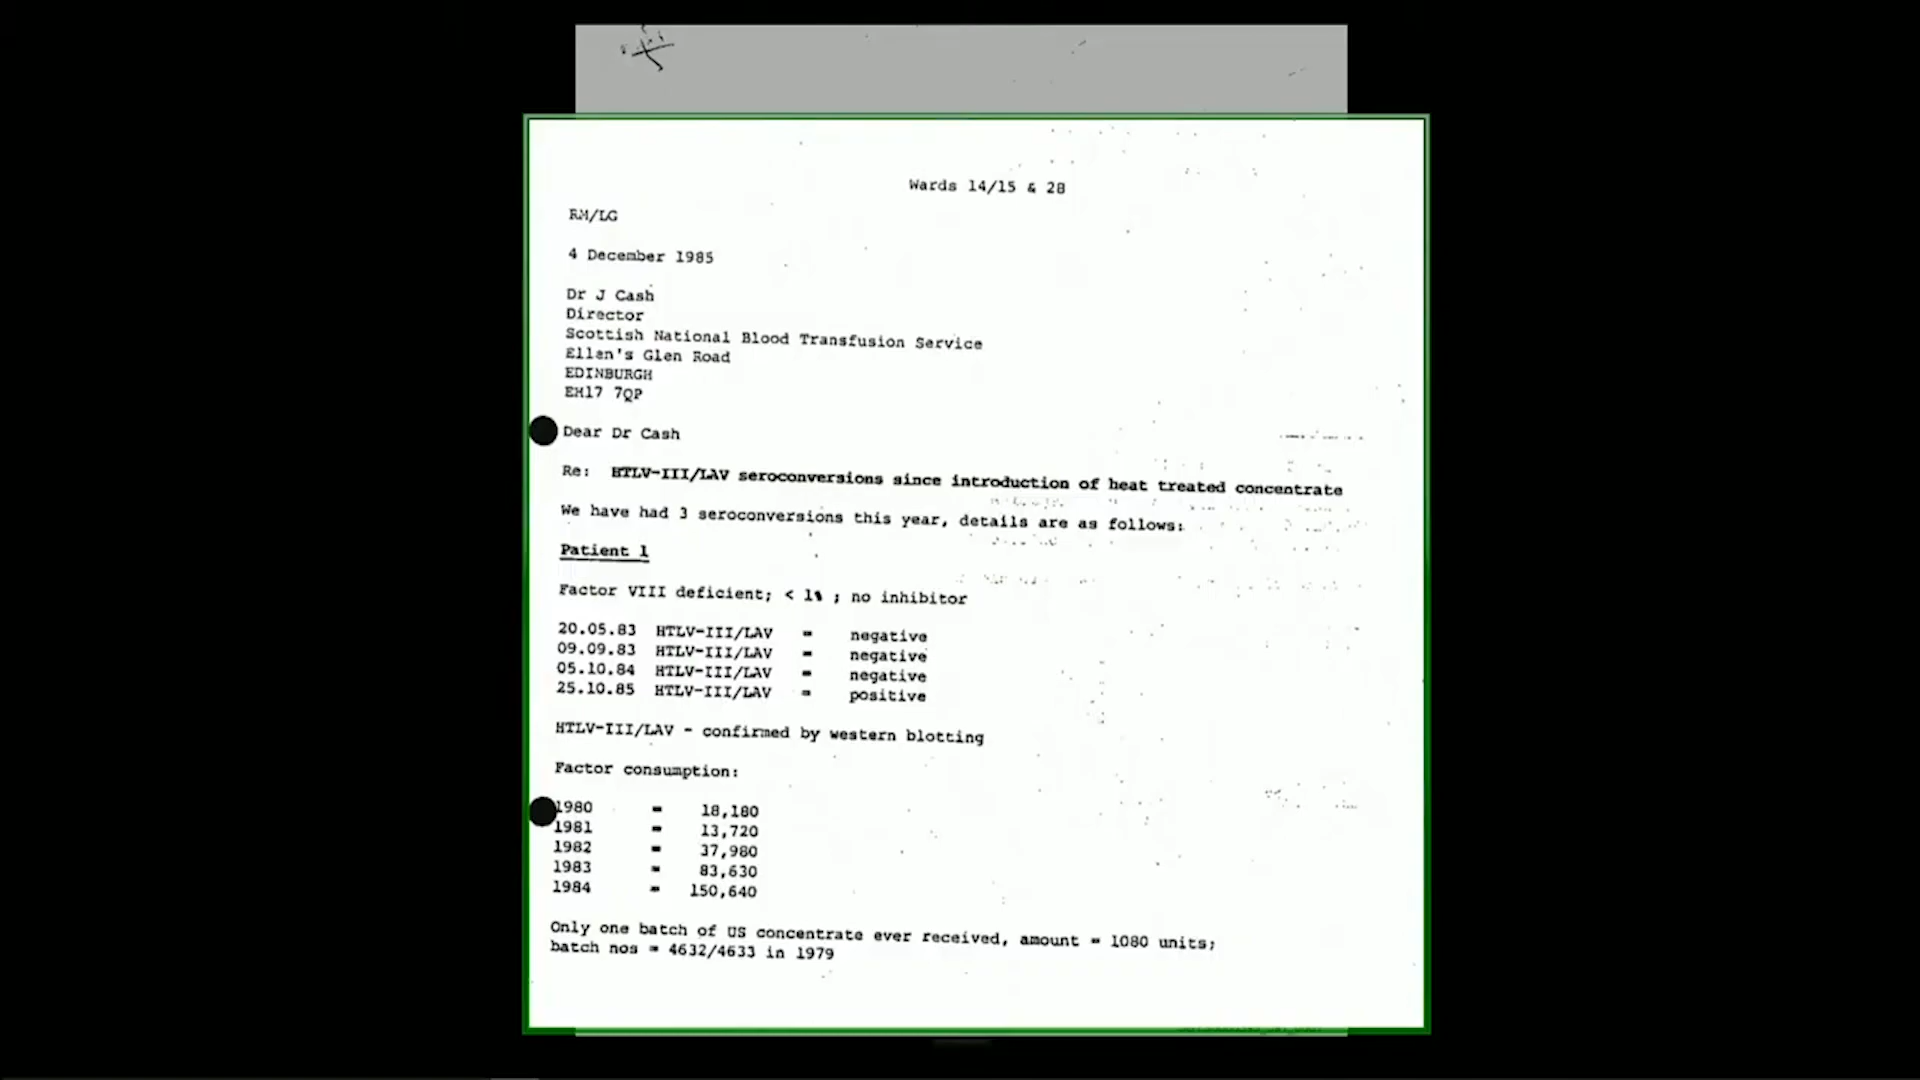 Wards 14/15 & 28
RM/LG
4 December 1985
Dr J Cash
Director
Scottish National Blood Transfusion Service
Ellen's Glen Road
EDINBURGH
EH17 7QP
Dear Dr Cash
Re: HTLV-III/LAV seroconversions since introduction of heat treated concentrate
We have had 3 seroconversions this year, details are as follows:
Patient 1
Factor VIII deficient; < 1% ; no inhibitor
20.05.83 HTLV-III/LAV = negative
09.09.83 HTLV-III/LAV = negative
05.10.84 HTLV-III/LAV = negative
25.10.85 HTLV-III/LAV = positive
HTLV-III/LAV - confirmed by western blotting
Factor consumption:
1980 = 18,180
1981 = 13,720
1982 = 37,980
1983 = 83,630
1984 = 150,640
Only one batch of US concentrate ever received, amount = 1080 units;
batch nos = 4632/4633 in 1979